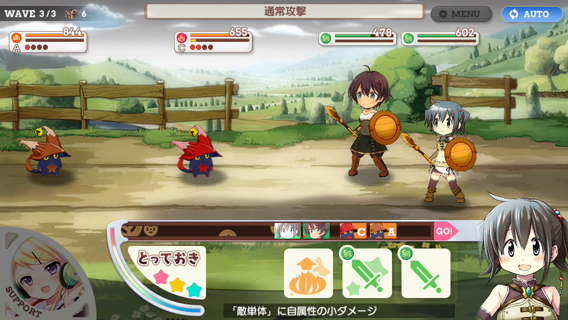 WAVE 3/3 6
通常攻撃
MENU
AUTO
844
A
655
C
478
602
C A GO!
とっておき
SUPPORT
「敵単体」に自属性の小ダメージ